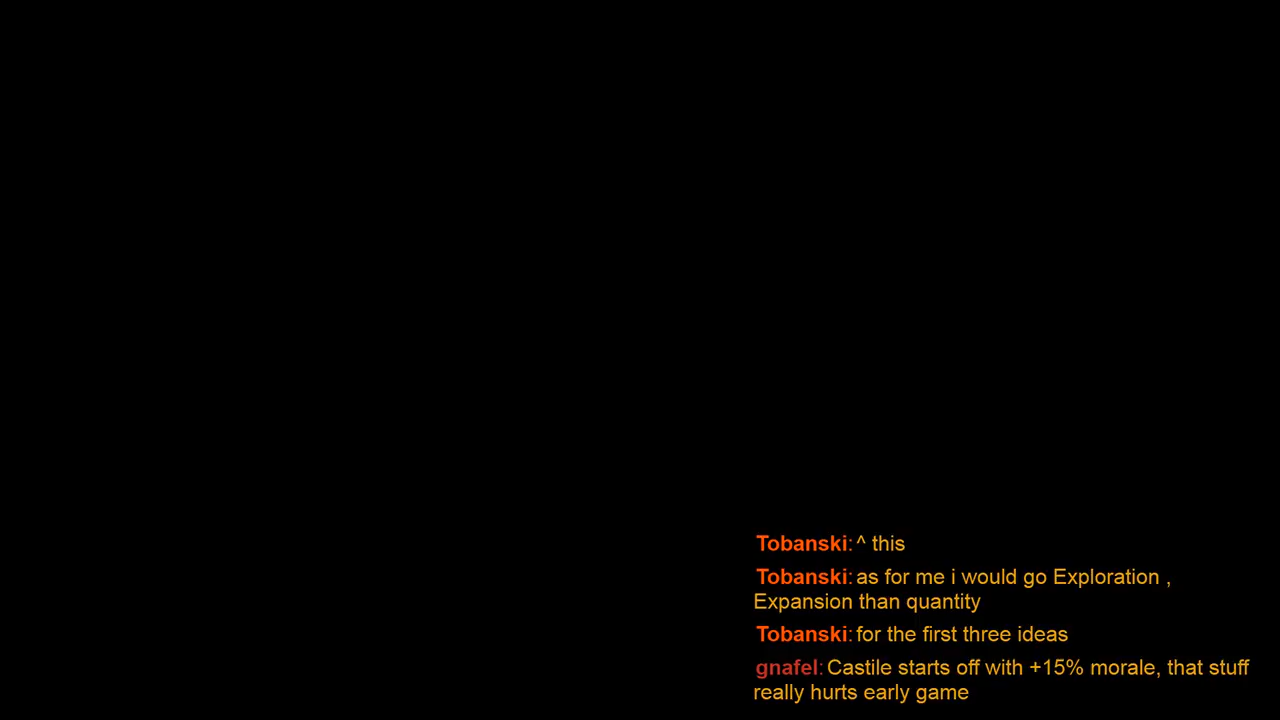 Tobanski: ^ this
Tobanski: as for me i would go Exploration ,
Expansion than quantity
Tobanski: for the first three ideas
gnafel: Castile starts off with +15% morale, that stuff
really hurts early game